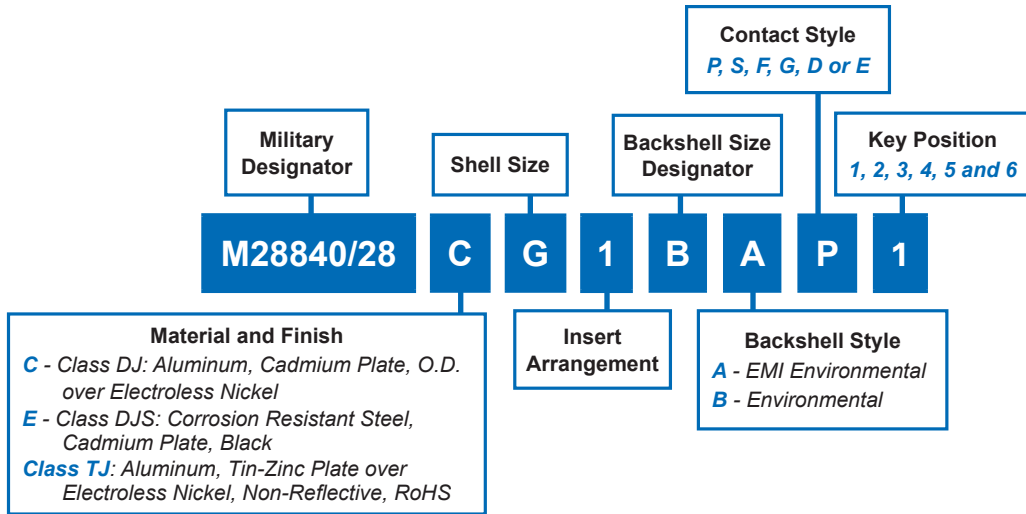 Contact Style
P, S, F, G, D or E
Military
Designator
Shell Size
Backshell Size
Designator
Key Position
1, 2, 3, 4, 5 and 6
M28840/28 C G 1 B A P 1
Material and Finish
C - Class DJ: Aluminum, Cadmium Plate, O.D.
over Electroless Nickel
E - Class DJS: Corrosion Resistant Steel,
Cadmium Plate, Black
Class TJ: Aluminum, Tin-Zinc Plate over
Electroless Nickel, Non-Reflective, RoHS
Insert
Arrangement
Backshell Style
A - EMI Environmental
B - Environmental